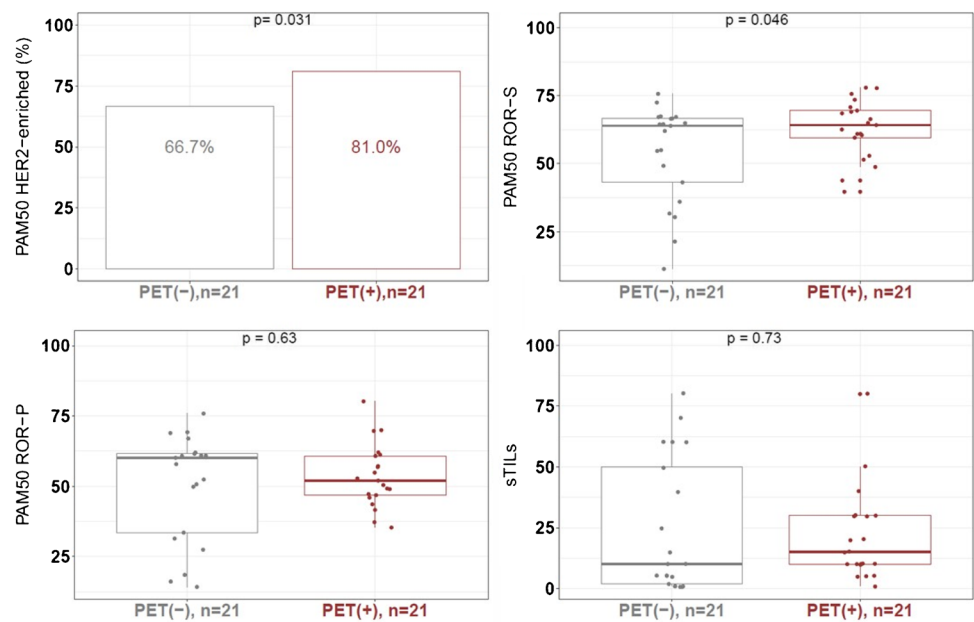 p= 0.031
PAM50 HER2−enriched (%)
100
75
50
25
0
66.7%
81.0%
PET(−),n=21
PET(+),n=21
p = 0.046
PAM50 ROR−S
100
75
50
25
PET(−), n=21
PET(+), n=21
p = 0.63
PAM50 ROR−P
100
75
50
25
PET(−), n=21
PET(+), n=21
p = 0.73
sTILs
100
75
50
25
0
PET(−), n=21
PET(+), n=21